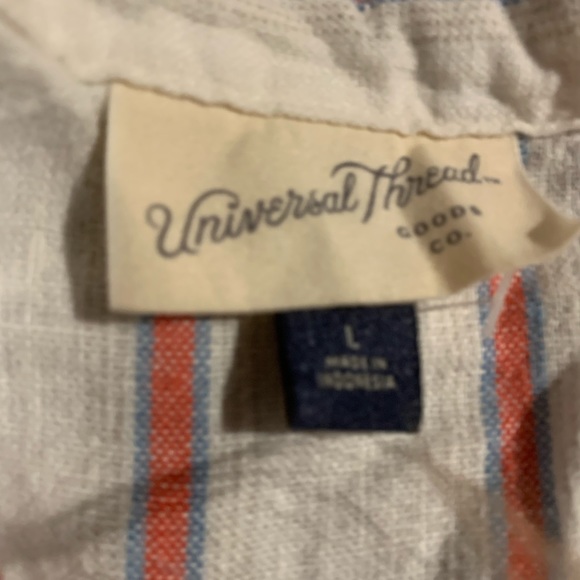 Universal Thread
GOODS
CO.
L
MADE IN
INDONESIA